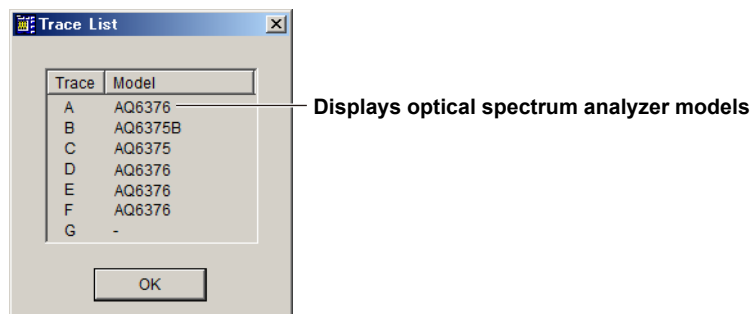 Trace List
Trace Model
A AQ6376
Displays optical spectrum analyzer models
B AQ6375B
C AQ6375
D AQ6376
E AQ6376
F AQ6376
G -
OK